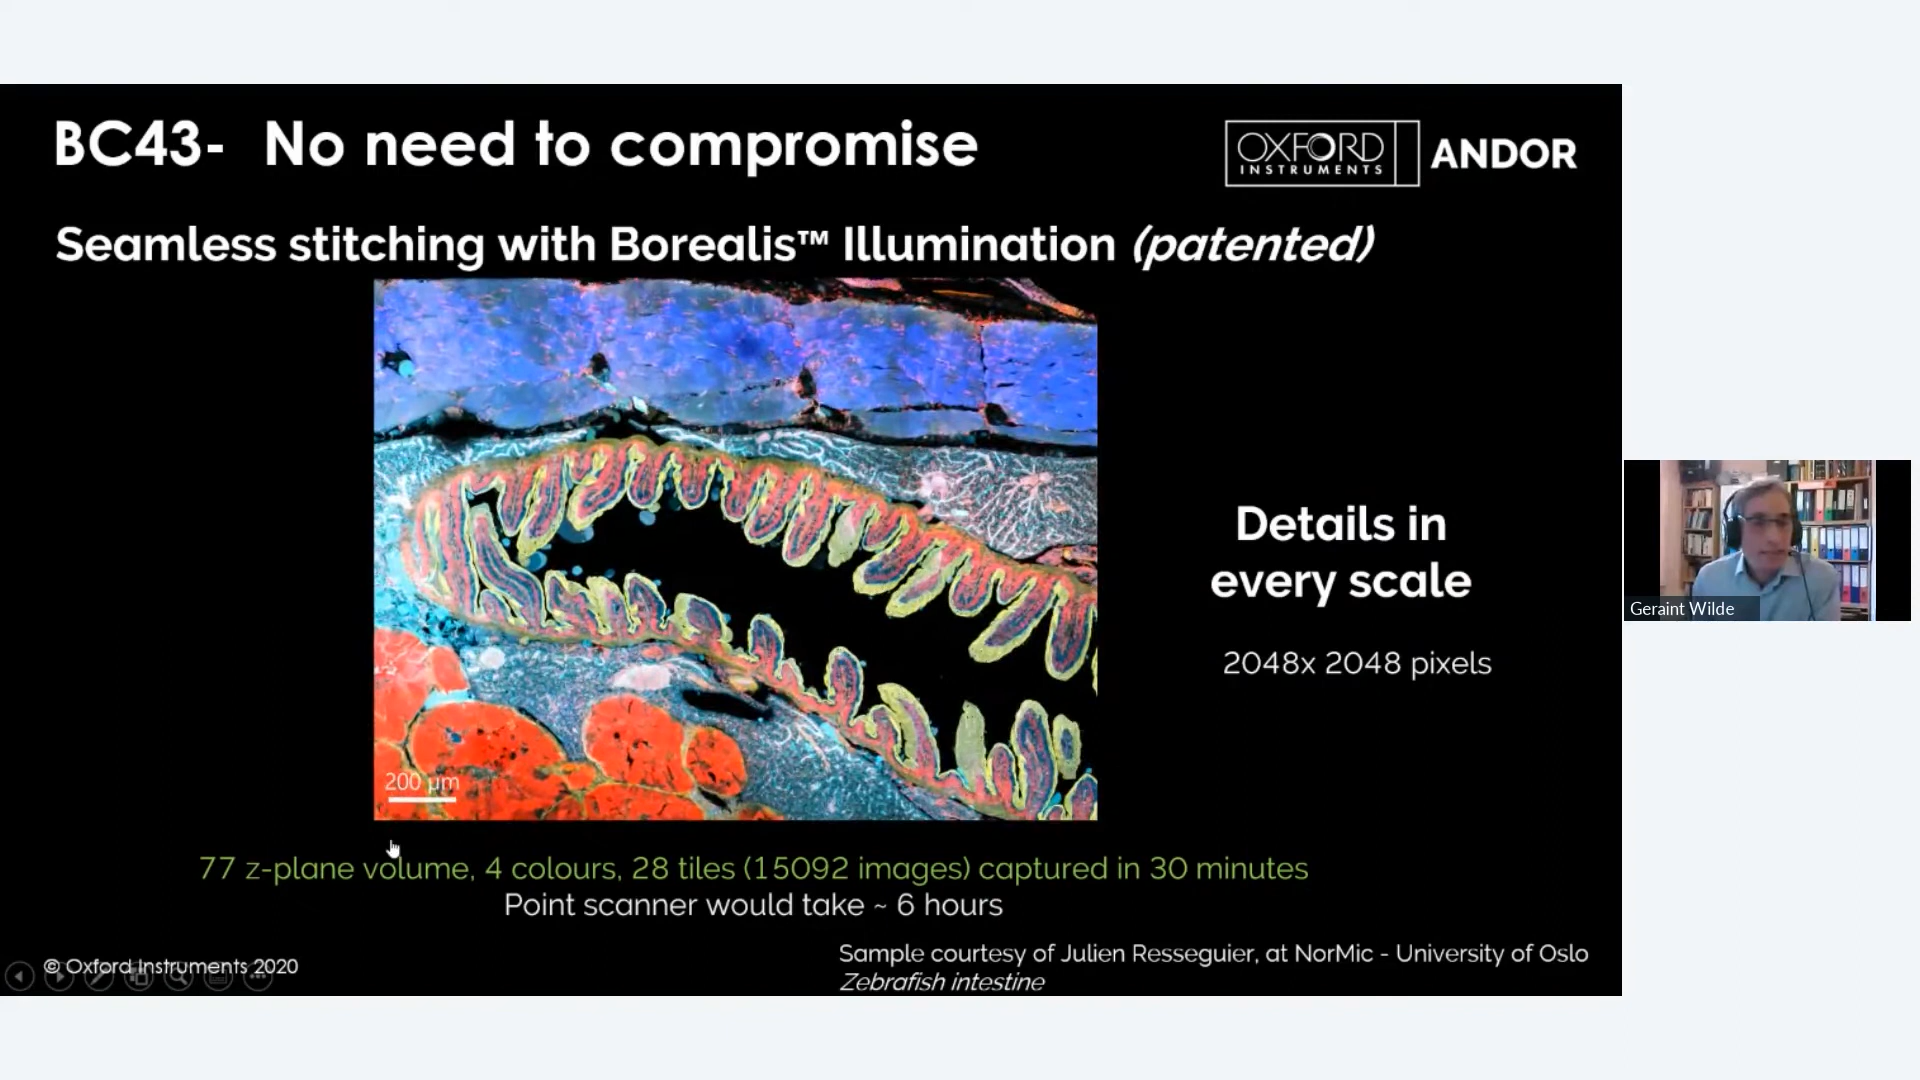 BC43- No need to compromise
OXFORD
INSTRUMENTS
ANDOR
Seamless stitching with Borealis™ Illumination (patented)
Details in
every scale
2048x 2048 pixels
Geraint Wilde
200 µm
77 z-plane volume, 4 colours, 28 tiles (15092 images) captured in 30 minutes
Point scanner would take ~ 6 hours
© Oxford Instruments 2020
Sample courtesy of Julien Resseguier, at NorMic - University of Oslo
Zebrafish intestine